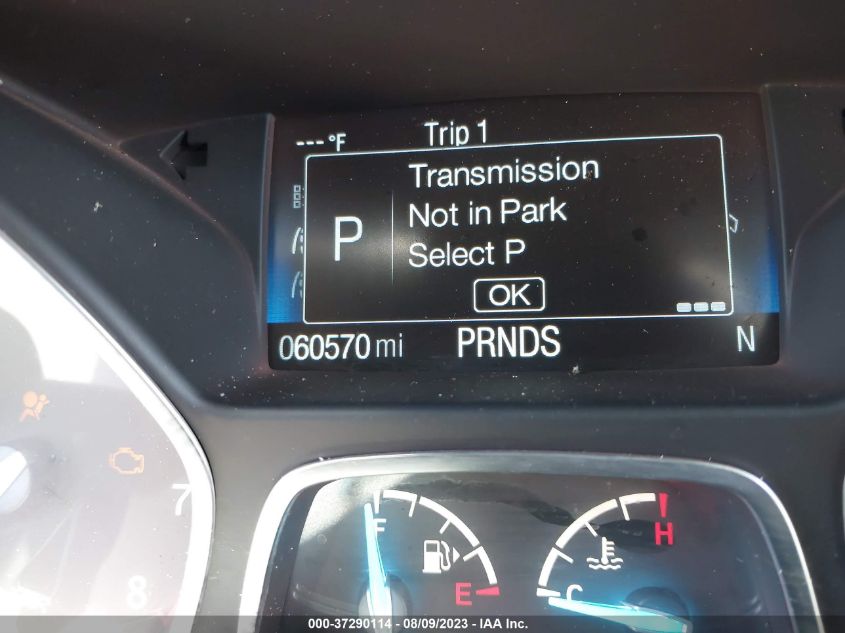 ---°F Trip 1
Transmission
P Not in Park
Select P
OK
060570 mi PRNDS N
7
8
F
E
H
C
000-37290114 - 08/09/2023 - IAA Inc.